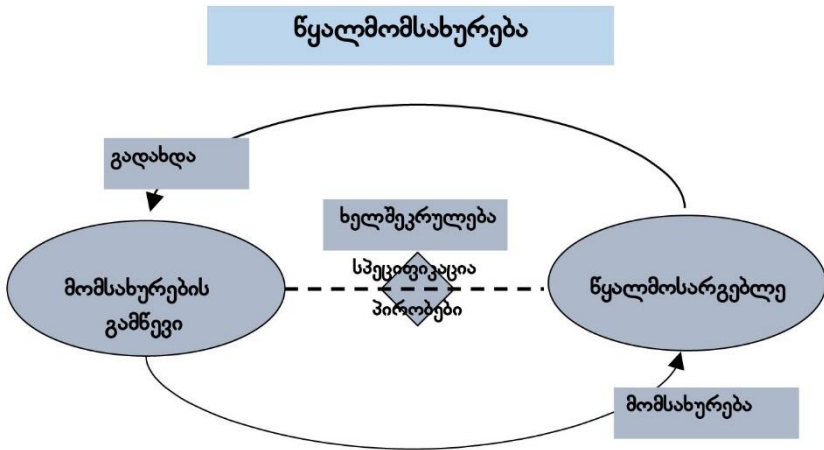 წყალმომსახურება
გადახდა
ხელშეკრულება
სპეციფიკაცია
პირობები
მომსახურების
გამწევი
წყალმოსარგებლე
მომსახურება